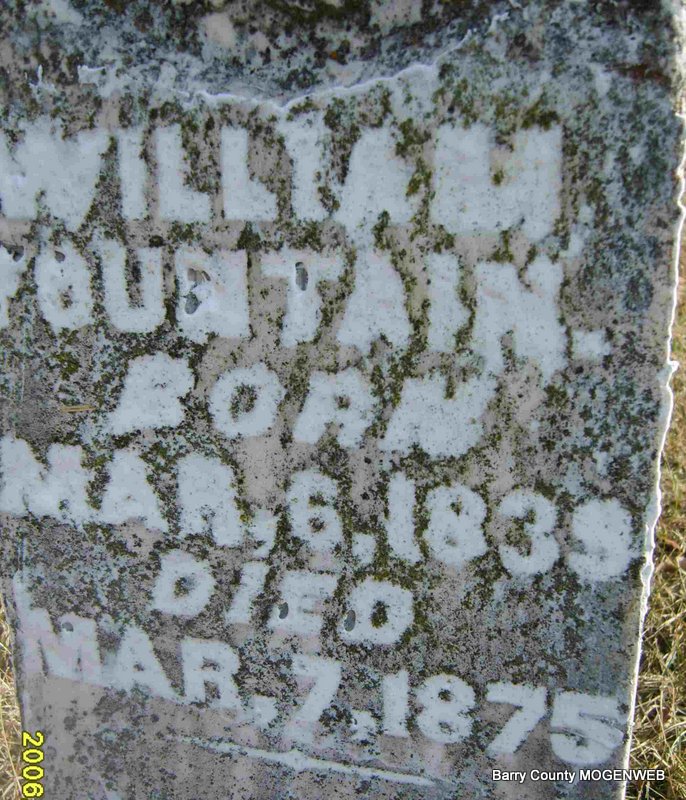 WILLIAM
FOUNTAIN.
BORN
MAR, 6, 1839
DIED
MAR, 7, 1875
2006
Barry County MOGENWEB